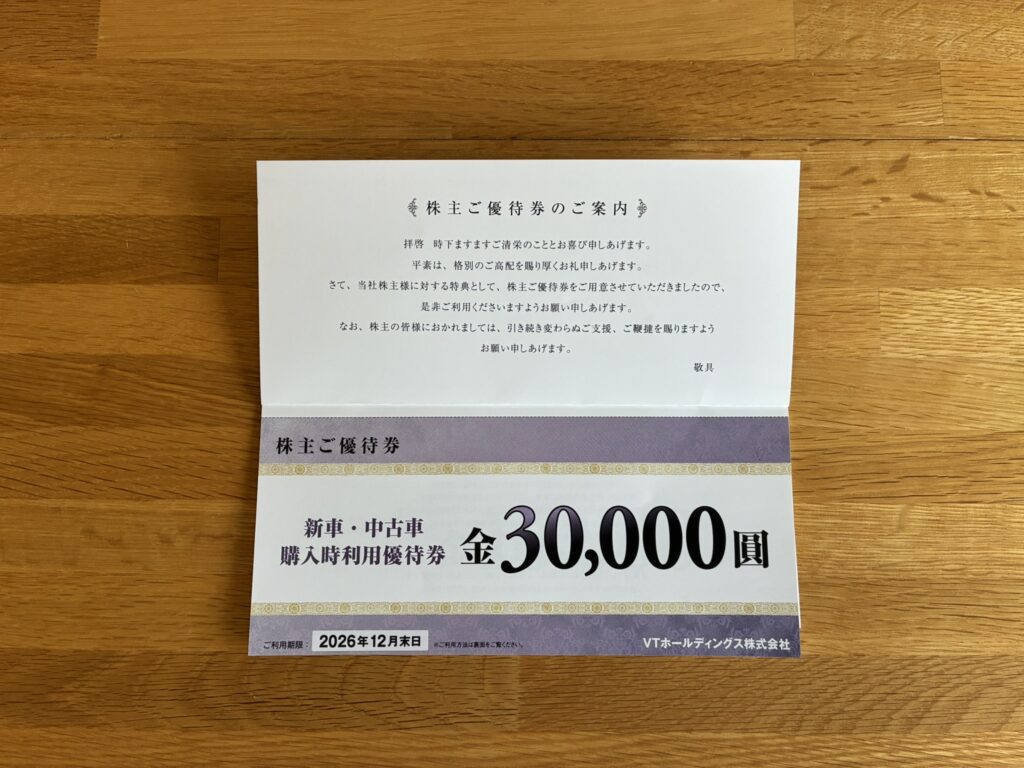 株主ご優待券のご案内
拝啓　時下ますますご清栄のこととお喜び申しあげます。
平素は、格別のご高配を賜り厚くお礼申しあげます。
さて、当社株主様に対する特典として、株主ご優待券をご用意させていただきましたので、
是非ご利用くださいますようお願い申しあげます。
なお、株主の皆様におかれましては、引き続き変わらぬご支援、ご鞭撻を賜りますよう
お願い申しあげます。
敬具
株主ご優待券
新車・中古車
購入時利用優待券
金30,000圓
ご利用期限： 2026年12月末日 ※ご利用方法は裏面をご覧ください。
VTホールディングス株式会社